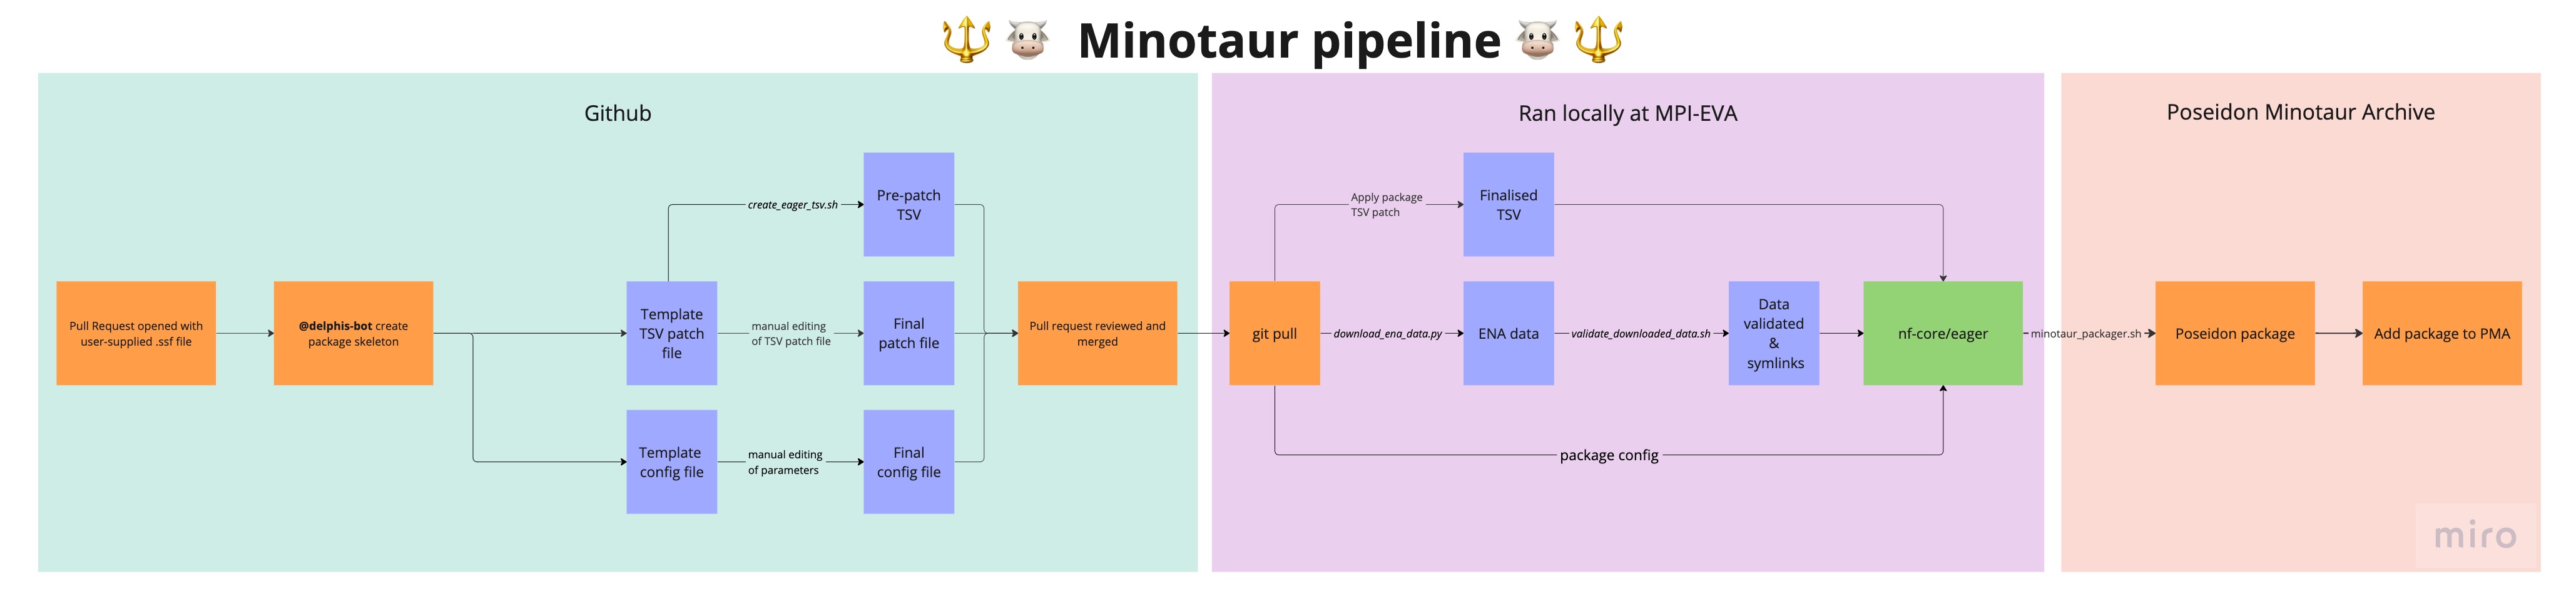 Minotaur pipeline
Github
Ran locally at MPI-EVA
Poseidon Minotaur Archive
Pull Request opened with
user-supplied .ssf file
@delphis-bot create
package skeleton
Template
TSV patch
file
create_eager_tsv.sh
Pre-patch
TSV
manual editing
of TSV patch file
Final
patch file
Template
config file
manual editing
of parameters
Final
config file
Pull request reviewed and
merged
git pull
Apply package
TSV patch
Finalised
TSV
download_ena_data.py
ENA data
validate_downloaded_data.sh
Data
validated
&
symlinks
package config
nf-core/eager
minotaur_packager.sh
Poseidon package
Add package to PMA
miro